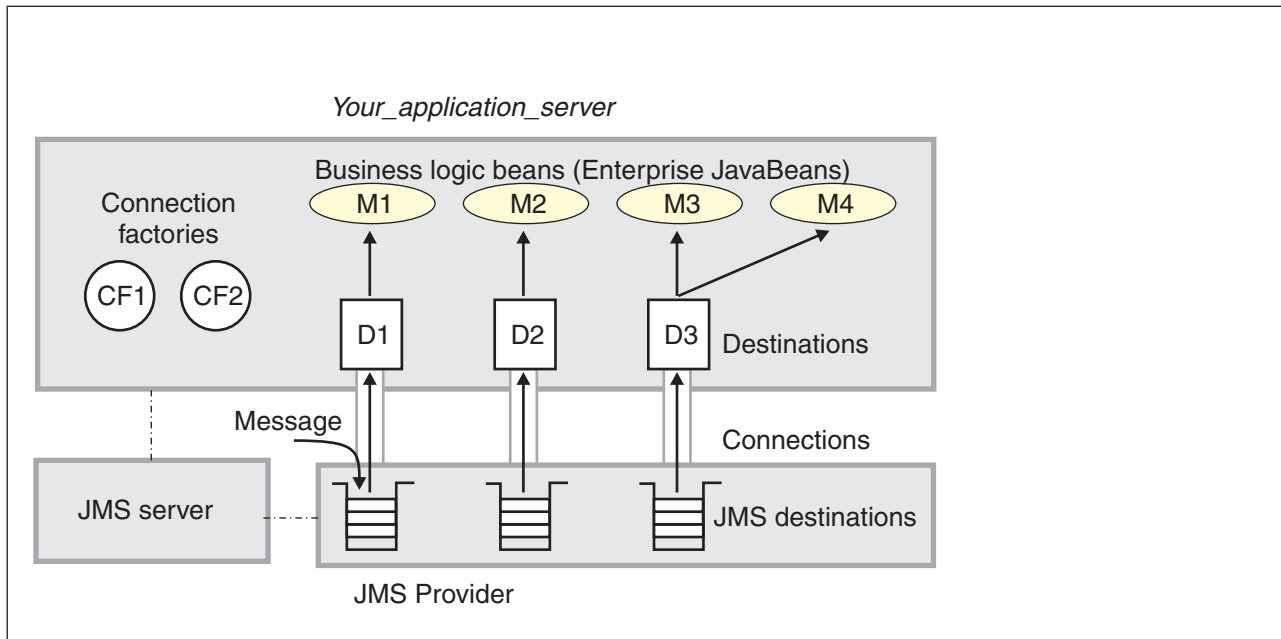 Your_application_server
Business logic beans (Enterprise JavaBeans)
Connection
factories
M1
M2
M3
M4
CF1
CF2
D1
D2
D3
Destinations
Message
Connections
JMS server
JMS destinations
JMS Provider